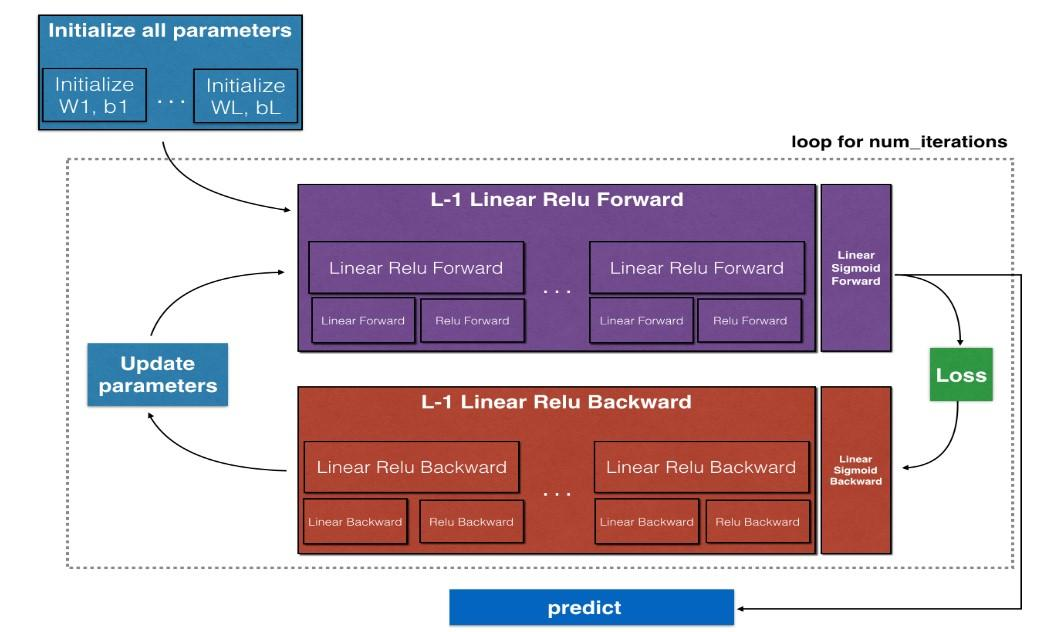 Initialize all parameters
Initialize
W1, b1
...
Initialize
WL, bL
loop for num_iterations
L-1 Linear Relu Forward
Linear Relu Forward
...
Linear Relu Forward
Linear Forward
Relu Forward
Linear Forward
Relu Forward
Linear
Sigmoid
Forward
Update
parameters
Loss
L-1 Linear Relu Backward
Linear Relu Backward
...
Linear Relu Backward
Linear Backward
Relu Backward
Linear Backward
Relu Backward
Linear
Sigmoid
Backward
predict